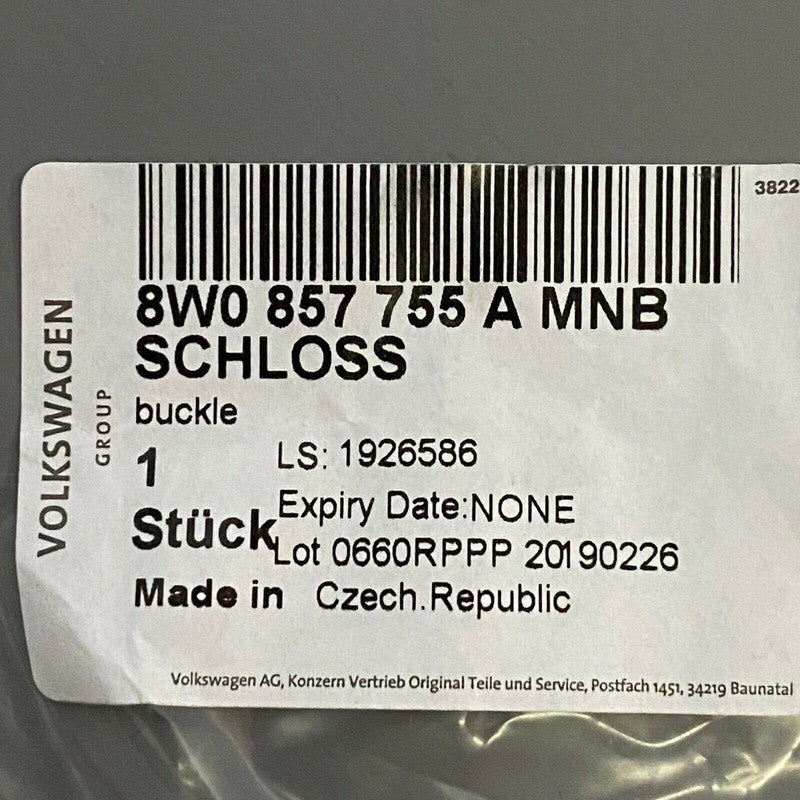 3822
8W0 857 755 A MNB
SCHLOSS
buckle
1
LS: 1926586
Expiry Date:NONE
Stück
Lot 0660RPPP 20190226
Made in Czech.Republic
VOLKSWAGEN
GROUP
Volkswagen AG, Konzern Vertrieb Original Teile und Service, Postfach 1451, 34219 Baunatal